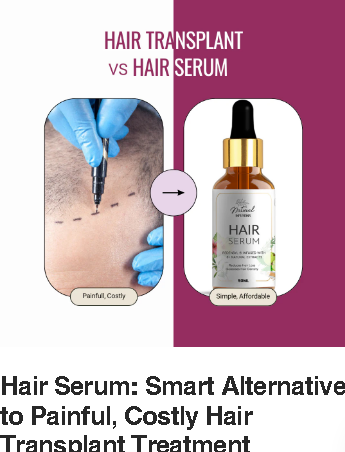 HAIR TRANSPLANT
VS HAIR SERUM
Painfull, Costly
Natural
HAIR
SERUM
Simple, Affordable
Hair Serum: Smart Alternative
to Painful, Costly Hair
Transplant Treatment